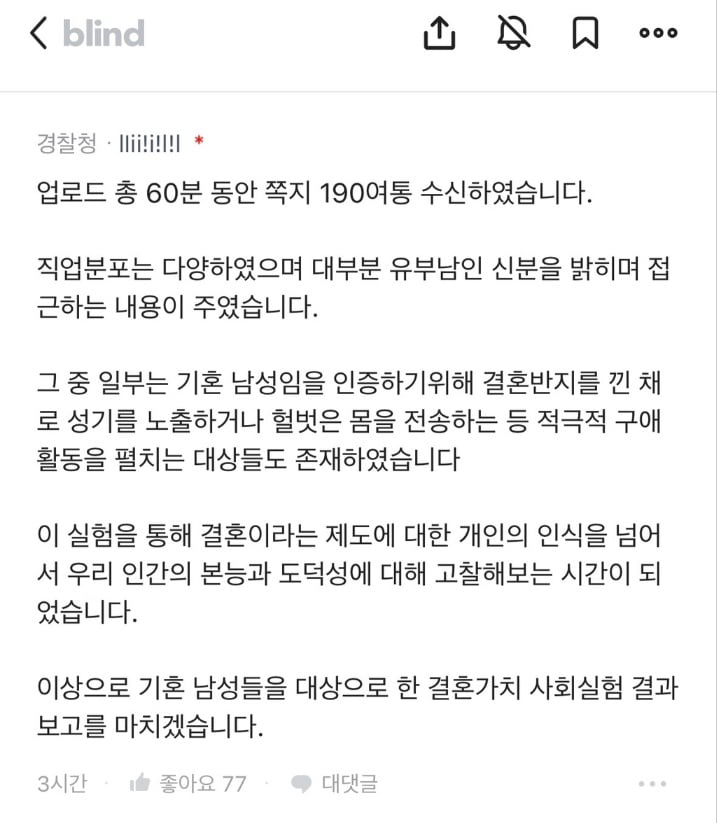 blind
경찰청 · llii!i!l!l *
업로드 총 60분 동안 쪽지 190여통 수신하였습니다.
직업분포는 다양하였으며 대부분 유부남인 신분을 밝히며 접
근하는 내용이 주였습니다.
그 중 일부는 기혼 남성임을 인증하기위해 결혼반지를 낀 채
로 성기를 노출하거나 헐벗은 몸을 전송하는 등 적극적 구애
활동을 펼치는 대상들도 존재하였습니다
이 실험을 통해 결혼이라는 제도에 대한 개인의 인식을 넘어
서 우리 인간의 본능과 도덕성에 대해 고찰해보는 시간이 되
었습니다.
이상으로 기혼 남성들을 대상으로 한 결혼가치 사회실험 결과
보고를 마치겠습니다.
3시간 · 좋아요 77 · 대댓글